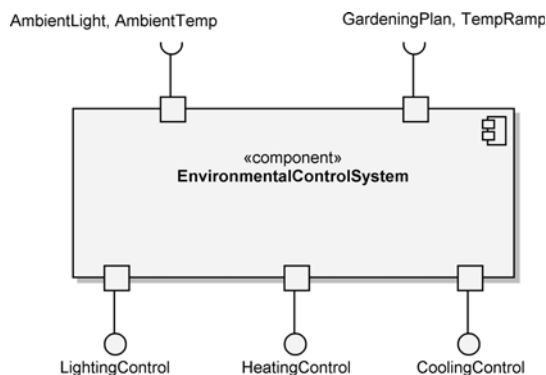 AmbientLight, AmbientTemp
GardeningPlan, TempRamp
«component»
EnvironmentalControlSystem
LightingControl
HeatingControl
CoolingControl